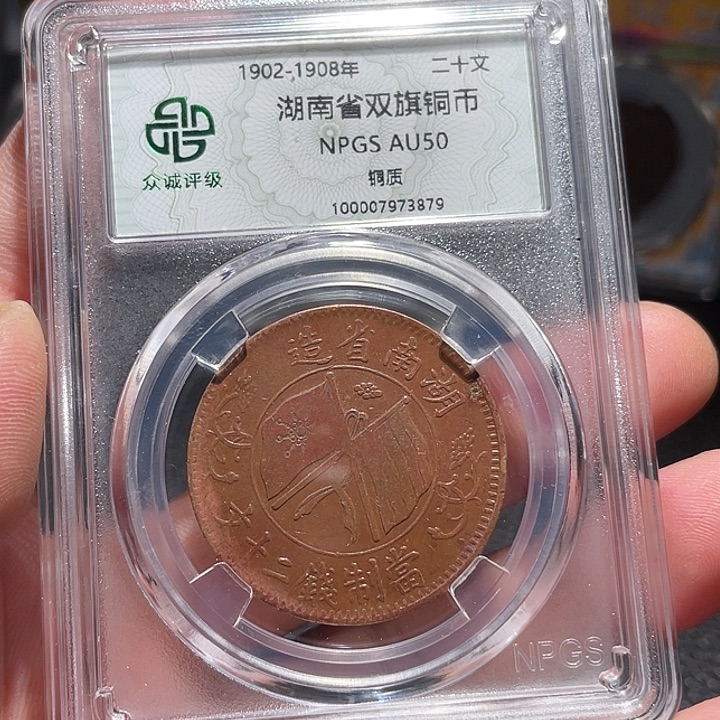 1902-1908年 二十文
湖南省双旗铜币
NPGS AU50
铜质
100007973879
众诚评级
造省南湖
當制錢二十文
NPGS